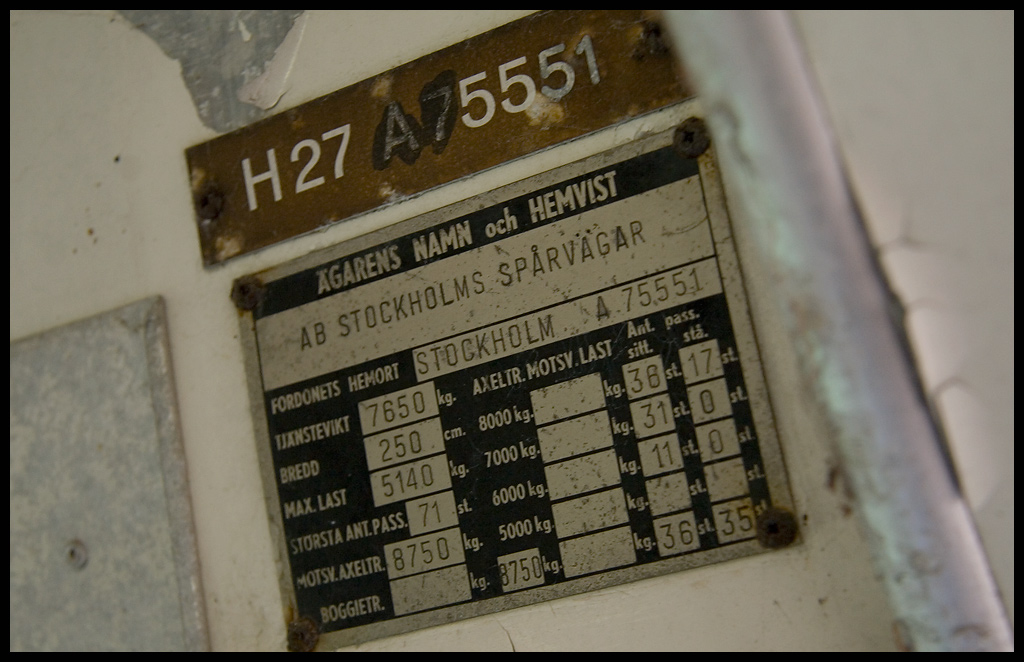 H27 A75551
ÄGARENS NAMN och HEMVIST
AB STOCKHOLMS SPÅRVÄGAR
FORDONETS HEMORT STOCKHOLM A 75551
TJÄNSTEVIKT 7650 kg.
BREDD 250 cm.
MAX. LAST 5140 kg.
STÖRSTA ANT. PASS. 71 st.
MOTSV. AXELTR. 8750 kg.
BOGGIETR. kg.
AXELTR. MOTSV. LAST Ant. pass. sitt. stå.
8000 kg. kg. 36 st. 17 st.
7000 kg. kg. 31 st. 0 st.
6000 kg. kg. 11 st. 0 st.
5000 kg. kg. st. st.
8750 kg. kg. 36 st. 35 st.